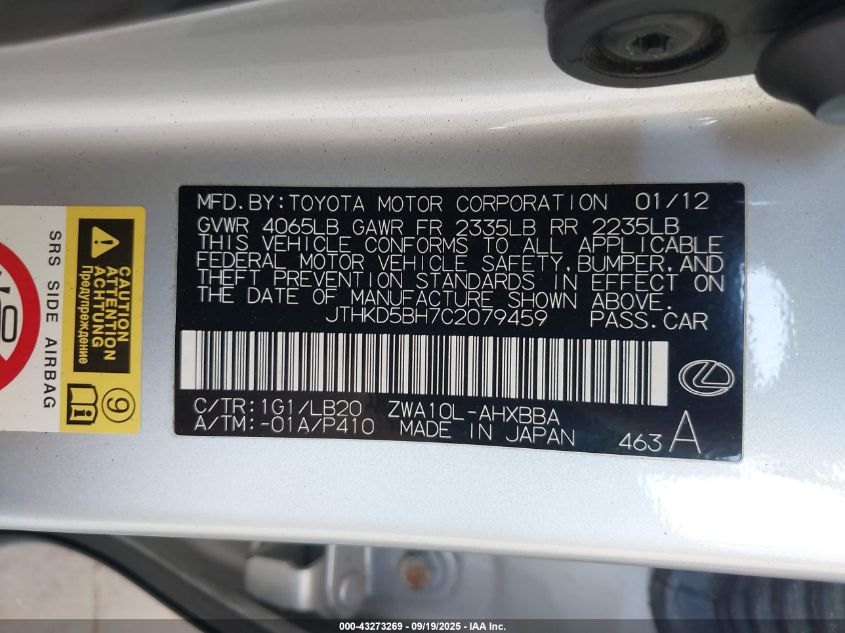 MFD.BY:TOYOTA MOTOR CORPORATION 01/12
GVWR 4065LB GAWR FR 2335LB RR 2235LB
THIS VEHICLE CONFORMS TO ALL APPLICABLE
FEDERAL MOTOR VEHICLE SAFETY,BUMPER,AND
THEFT PREVENTION STANDARDS IN EFFECT ON
THE DATE OF MANUFACTURE SHOWN ABOVE.
JTHKD5BH7C2079459 PASS.CAR
C/TR:1G1/LB20 ZWA10L-AHXBBA
A/TM:-01A/P410 MADE IN JAPAN 463 A
SRS SIDE AIRBAG
CAUTION
ATTENTION
ACHTUNG
Предупреждение
9
000-43273269 - 09/19/2025 - IAA Inc.